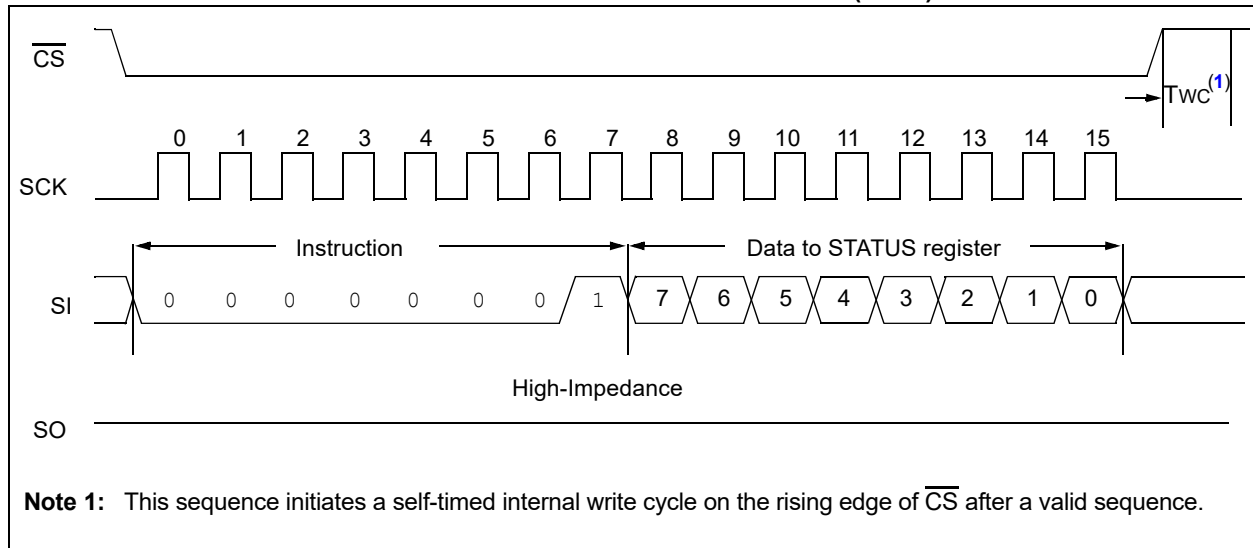 CS
TWC(1)
0 1 2 3 4 5 6 7 8 9 10 11 12 13 14 15
SCK
Instruction
Data to STATUS register
SI
0 0 0 0 0 0 0 1 7 6 5 4 3 2 1 0
High-Impedance
SO
Note 1: This sequence initiates a self-timed internal write cycle on the rising edge of CS after a valid sequence.